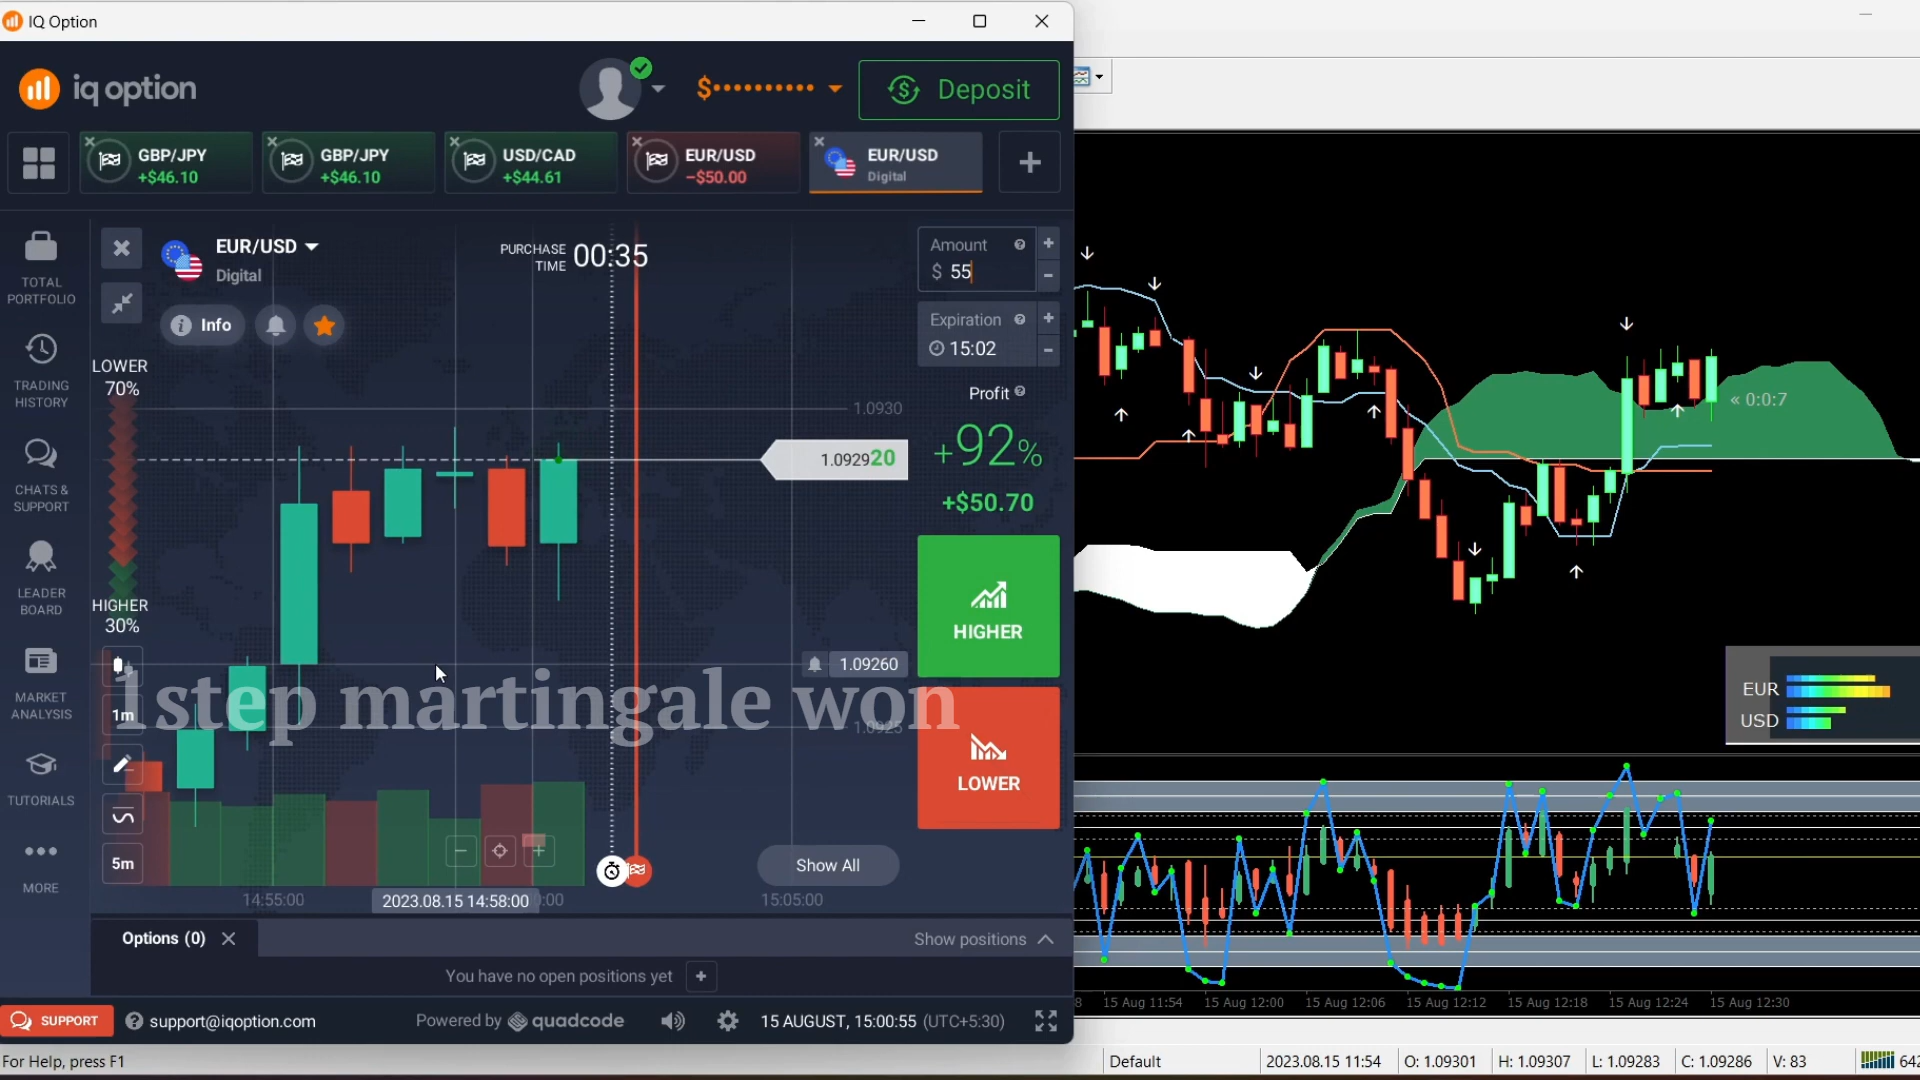 IQ Option
iq option
$
Deposit
GBP/JPY
+$46.10
GBP/JPY
+$46.10
USD/CAD
+$44.61
EUR/USD
−$50.00
EUR/USD
Digital
TOTAL PORTFOLIO
TRADING HISTORY
CHATS & SUPPORT
LEADER BOARD
MARKET ANALYSIS
TUTORIALS
MORE
EUR/USD
Digital
Info
PURCHASE TIME 00:35
Amount
$ 55
Expiration
15:02
Profit
+92%
+$50.70
HIGHER
LOWER
LOWER
70%
HIGHER
30%
1.0930
1.092920
1.09260
1.0925
1step martingale won
1m
5m
Show All
14:55:00
2023.08.15 14:58:00
:00
15:05:00
Options (0)
Show positions
You have no open positions yet
SUPPORT
support@iqoption.com
Powered by quadcode
15 AUGUST, 15:00:55 (UTC+5:30)
« 0:0:7
EUR
USD
8
15 Aug 11:54
15 Aug 12:00
15 Aug 12:06
15 Aug 12:12
15 Aug 12:18
15 Aug 12:24
15 Aug 12:30
For Help, press F1
Default
2023.08.15 11:54
O: 1.09301
H: 1.09307
L: 1.09283
C: 1.09286
V: 83
642